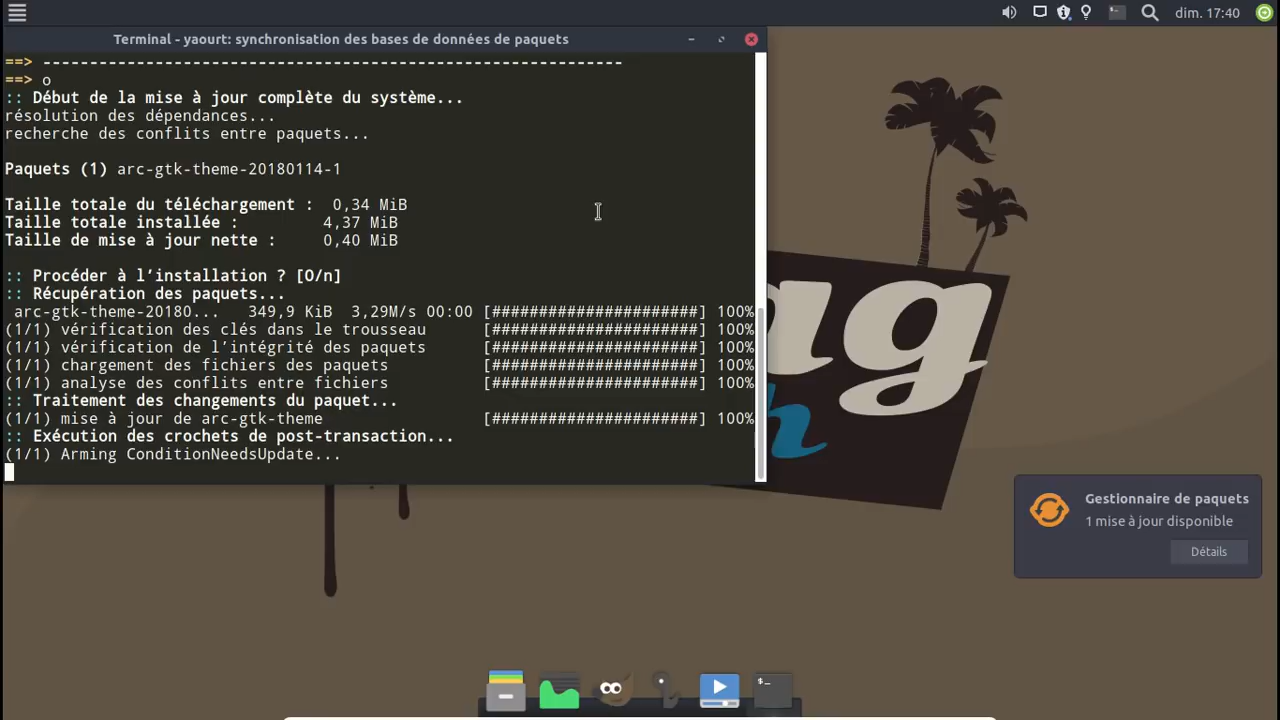 dim. 17:40
Terminal - yaourt: synchronisation des bases de données de paquets
==> --------------------------------------------------------------
==> o
:: Début de la mise à jour complète du système...
résolution des dépendances...
recherche des conflits entre paquets...
Paquets (1) arc-gtk-theme-20180114-1
Taille totale du téléchargement :  0,34 MiB
Taille totale installée :         4,37 MiB
Taille de mise à jour nette :     0,40 MiB
:: Procéder à l’installation ? [O/n]
:: Récupération des paquets...
arc-gtk-theme-20180...   349,9 KiB  3,29M/s 00:00 [######################] 100%
(1/1) vérification des clés dans le trousseau      [######################] 100%
(1/1) vérification de l’intégrité des paquets      [######################] 100%
(1/1) chargement des fichiers des paquets          [######################] 100%
(1/1) analyse des conflits entre fichiers          [######################] 100%
:: Traitement des changements du paquet...
(1/1) mise à jour de arc-gtk-theme                 [######################] 100%
:: Exécution des crochets de post-transaction...
(1/1) Arming ConditionNeedsUpdate...
Gestionnaire de paquets
1 mise à jour disponible
Détails